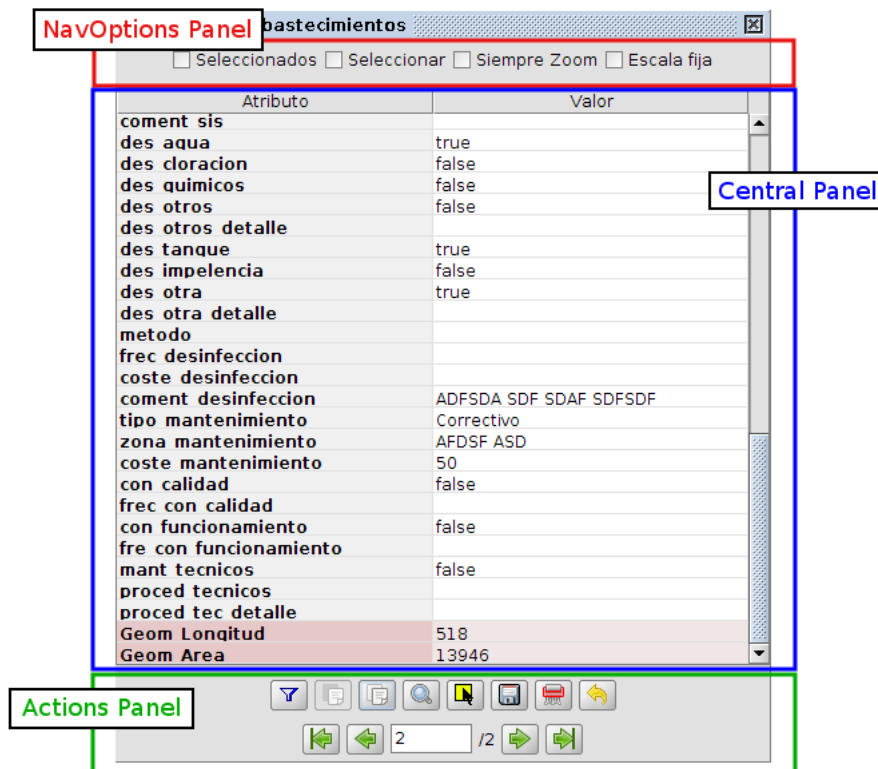 NavOptions Panel
bastecimientos
Seleccionados Seleccionar Siempre Zoom Escala fija
Atributo Valor
coment sis
des agua true
des cloracion false
des quimicos false
Central Panel
des otros false
des otros detalle
des tanque true
des impelencia false
des otra true
des otra detalle
metodo
frec desinfeccion
coste desinfeccion
coment desinfeccion ADFSDA SDF SDAF SDFSDF
tipo mantenimiento Correctivo
zona mantenimiento AFDSF ASD
coste mantenimiento 50
con calidad false
frec con calidad
con funcionamiento false
fre con funcionamiento
mant tecnicos false
proced tecnicos
proced tec detalle
Geom Longitud 518
Geom Area 13946
Actions Panel
2 /2